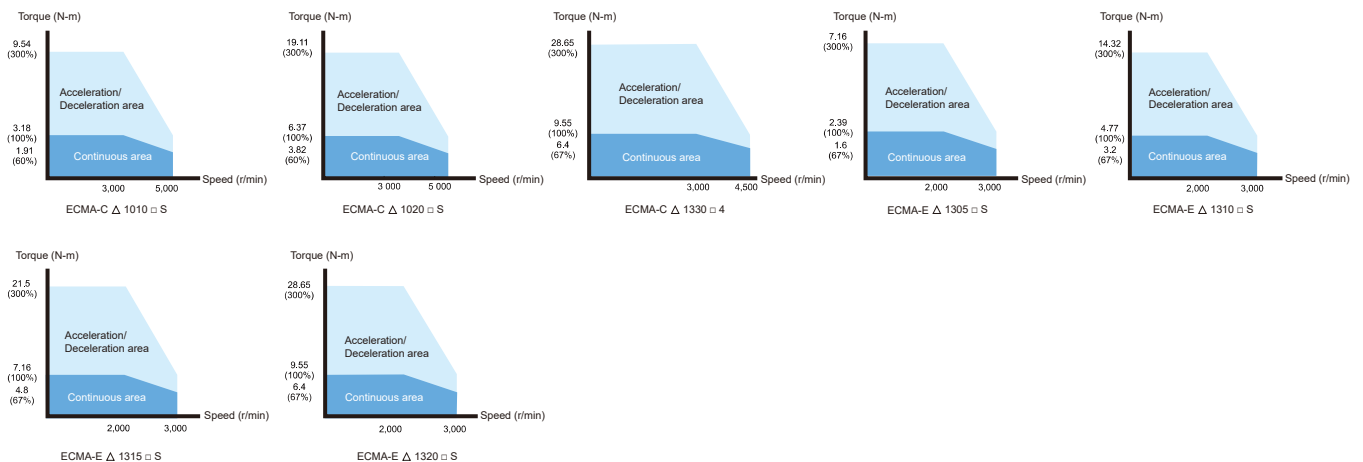 Torque (N-m)
9.54
(300%)
Acceleration/
Deceleration area
3.18
(100%)
1.91
(60%)
Continuous area
3,000
5,000
Speed (r/min)
ECMA-C △ 1010 □ S
Torque (N-m)
19.11
(300%)
Acceleration/
Deceleration area
6.37
(100%)
3.82
(60%)
Continuous area
3 000
5 000
Speed (r/min)
ECMA-C △ 1020 □ S
Torque (N-m)
28.65
(300%)
Acceleration/
Deceleration area
9.55
(100%)
6.4
(67%)
Continuous area
3,000
4,500
Speed (r/min)
ECMA-C △ 1330 □ 4
Torque (N-m)
7.16
(300%)
Acceleration/
Deceleration area
2.39
(100%)
1.6
(67%)
Continuous area
2,000
3,000
Speed (r/min)
ECMA-E △ 1305 □ S
Torque (N-m)
14.32
(300%)
Acceleration/
Deceleration area
4.77
(100%)
3.2
(67%)
Continuous area
2,000
3,000
Speed (r/min)
ECMA-E △ 1310 □ S
Torque (N-m)
21.5
(300%)
Acceleration/
Deceleration area
7.16
(100%)
4.8
(67%)
Continuous area
2,000
3,000
Speed (r/min)
ECMA-E △ 1315 □ S
Torque (N-m)
28.65
(300%)
Acceleration/
Deceleration area
9.55
(100%)
6.4
(67%)
Continuous area
2,000
3,000
Speed (r/min)
ECMA-E △ 1320 □ S